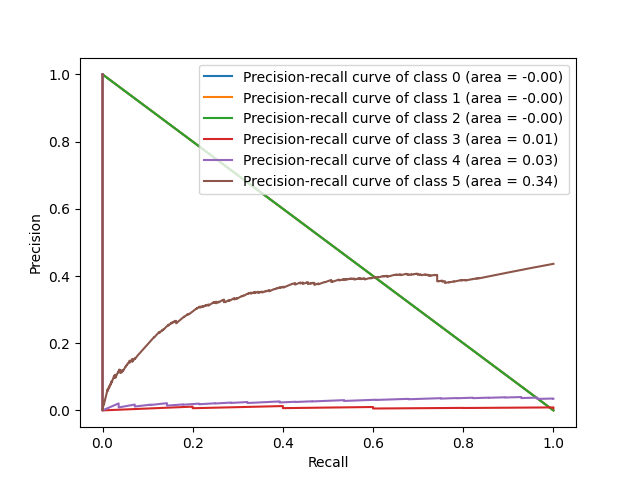 Precision-recall curve of class 0 (area = -0.00)
Precision-recall curve of class 1 (area = -0.00)
Precision-recall curve of class 2 (area = -0.00)
Precision-recall curve of class 3 (area = 0.01)
Precision-recall curve of class 4 (area = 0.03)
Precision-recall curve of class 5 (area = 0.34)
Precision
1.0
0.8
0.6
0.4
0.2
0.0
0.0 0.2 0.4 0.6 0.8 1.0
Recall